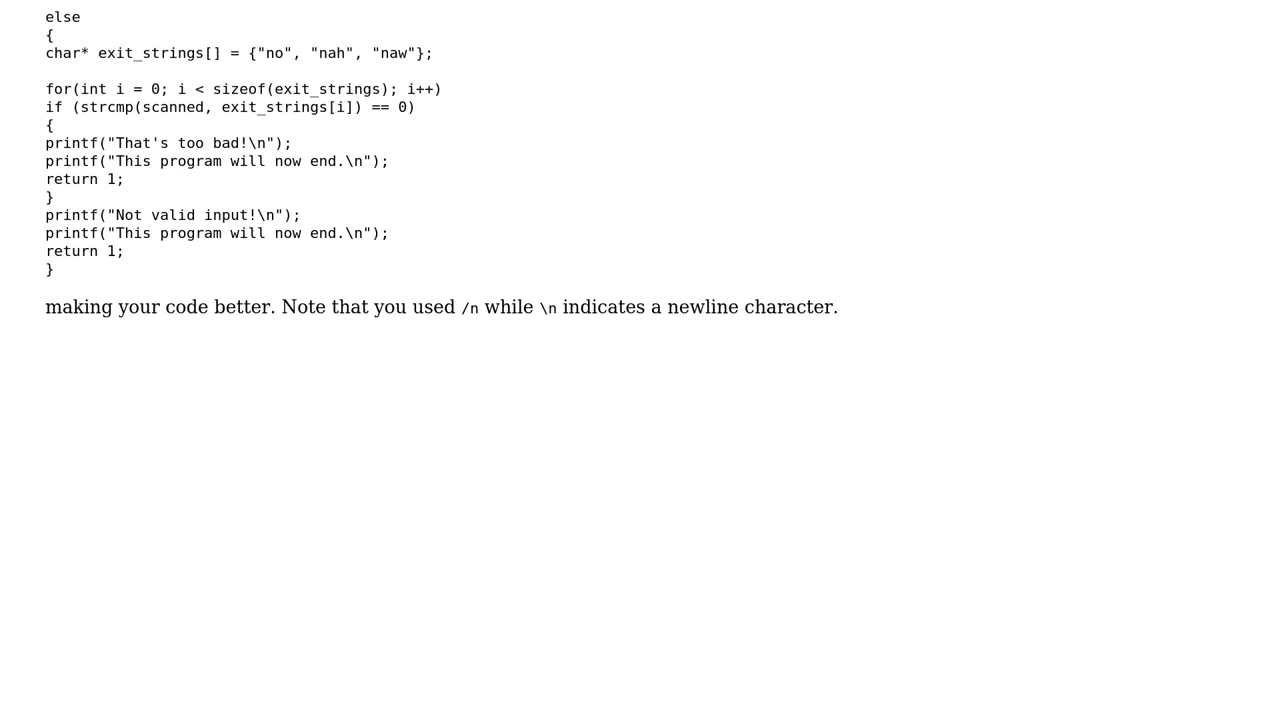 else
{
char* exit_strings[] = {"no", "nah", "naw"};
for(int i = 0; i < sizeof(exit_strings); i++)
if (strcmp(scanned, exit_strings[i]) == 0)
{
printf("That's too bad!\n");
printf("This program will now end.\n");
return 1;
}
printf("Not valid input!\n");
printf("This program will now end.\n");
return 1;
}
making your code better. Note that you used /n while \n indicates a newline character.